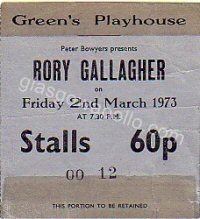 Green's Playhouse
Peter Bowyers presents
RORY GALLAGHER
on
Friday 2nd March 1973
AT 7.30 P.M.
Stalls 60p
00 12
THIS PORTION TO BE RETAINED